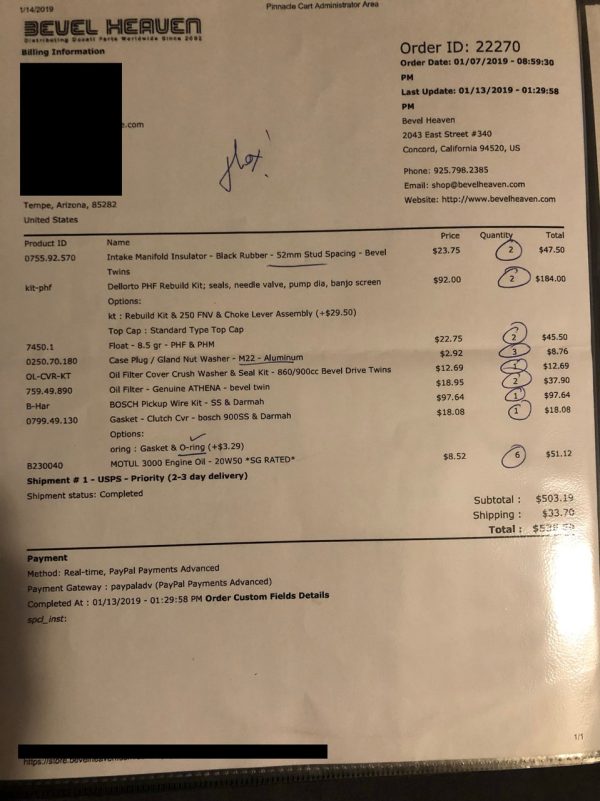 1/14/2019
Pinnacle Cart Administrator Area
BEVEL HEAVEN
Distributing Ducati Parts Worldwide Since 2002
Billing Information
e.com
Tempe, Arizona, 85282
United States
Order ID: 22270
Order Date: 01/07/2019 - 08:59:30
PM
Last Update: 01/13/2019 - 01:29:58
PM
Bevel Heaven
2043 East Street #340
Concord, California 94520, US
Phone: 925.798.2385
Email: shop@bevelheaven.com
Website: http://www.bevelheaven.com
Product ID Name Price Quantity Total
0755.92.570 Intake Manifold Insulator - Black Rubber - 52mm Stud Spacing - Bevel $23.75 2 $47.50
Twins
kit-phf Dellorto PHF Rebuild Kit; seals, needle valve, pump dia, banjo screen $92.00 2 $184.00
Options:
kt : Rebuild Kit & 250 FNV & Choke Lever Assembly (+$29.50)
Top Cap : Standard Type Top Cap
7450.1 Float - 8.5 gr - PHF & PHM $22.75 2 $45.50
0250.70.180 Case Plug / Gland Nut Washer - M22 - Aluminum $2.92 3 $8.76
OL-CVR-KT Oil Filter Cover Crush Washer & Seal Kit - 860/900cc Bevel Drive Twins $12.69 1 $12.69
759.49.890 Oil Filter - Genuine ATHENA - bevel twin $18.95 2 $37.90
B-Har BOSCH Pickup Wire Kit - SS & Darmah $97.64 1 $97.64
0799.49.130 Gasket - Clutch Cvr - bosch 900SS & Darmah $18.08 1 $18.08
Options:
oring : Gasket & O-ring (+$3.29)
B230040 MOTUL 3000 Engine Oil - 20W50 *SG RATED* $8.52 6 $51.12
Shipment # 1 - USPS - Priority (2-3 day delivery)
Shipment status: Completed
Subtotal : $503.19
Shipping : $33.70
Total :
Payment
Method: Real-time, PayPal Payments Advanced
Payment Gateway : paypaladv (PayPal Payments Advanced)
Completed At : 01/13/2019 - 01:29:58 PM Order Custom Fields Details
spcl_inst:
1/1